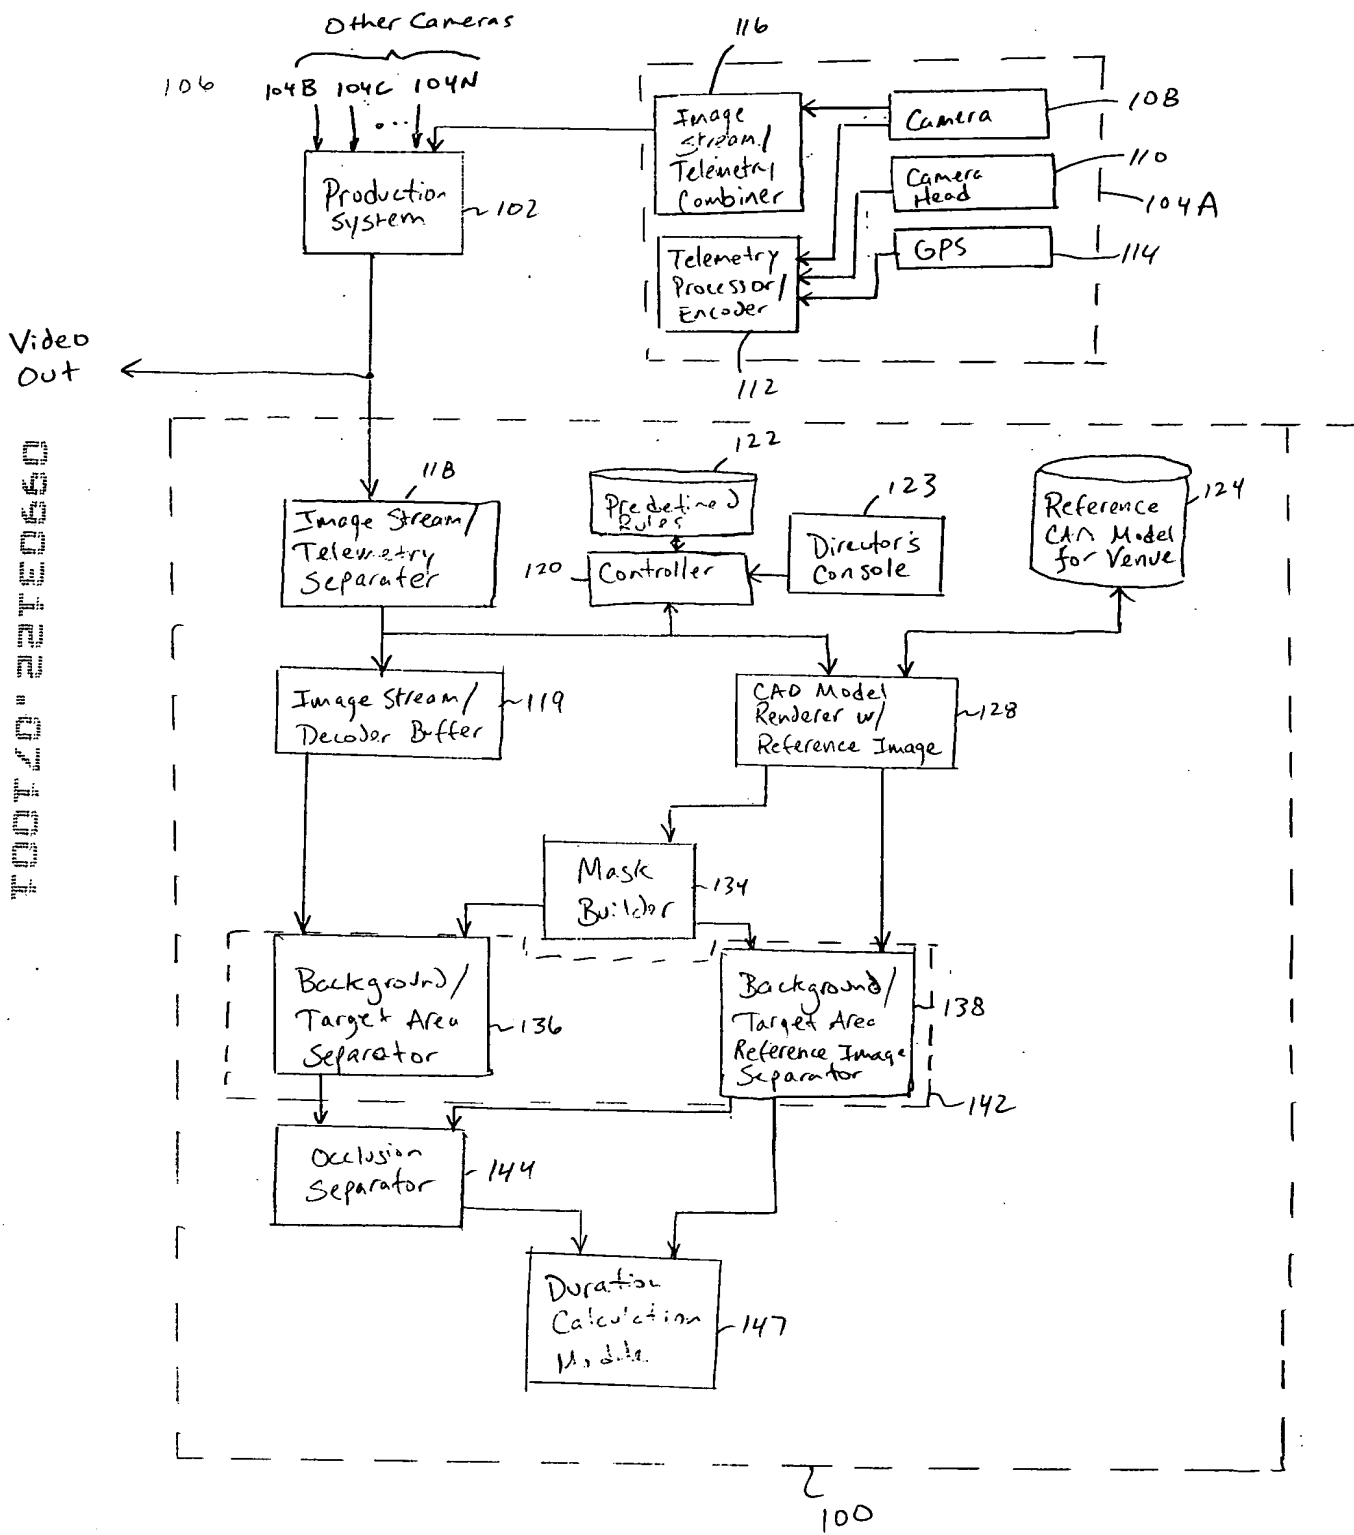 Other Cameras
116
106
104B 104C 104N
...
Image
Stream/
Telemetry
Combiner
Camera
108
Camera
Head
110
104A
GPS
114
Production
System
102
Telemetry
Processor/
Encoder
112
Video
Out
09903122.071001
118
Image Stream/
Telemetry
Separater
122
Predefined
Rules
123
Director's
Console
120
Controller
Reference
CAD Model
for Venue
124
Image Stream/
Decoder Buffer
119
CAD Model
Renderer w/
Reference Image
128
Mask
Builder
134
Background/
Target Area
Separator
136
Background/
Target Area
Reference Image
Separator
138
142
Occlusion
Separator
144
Duration
Calculation
Module
147
100